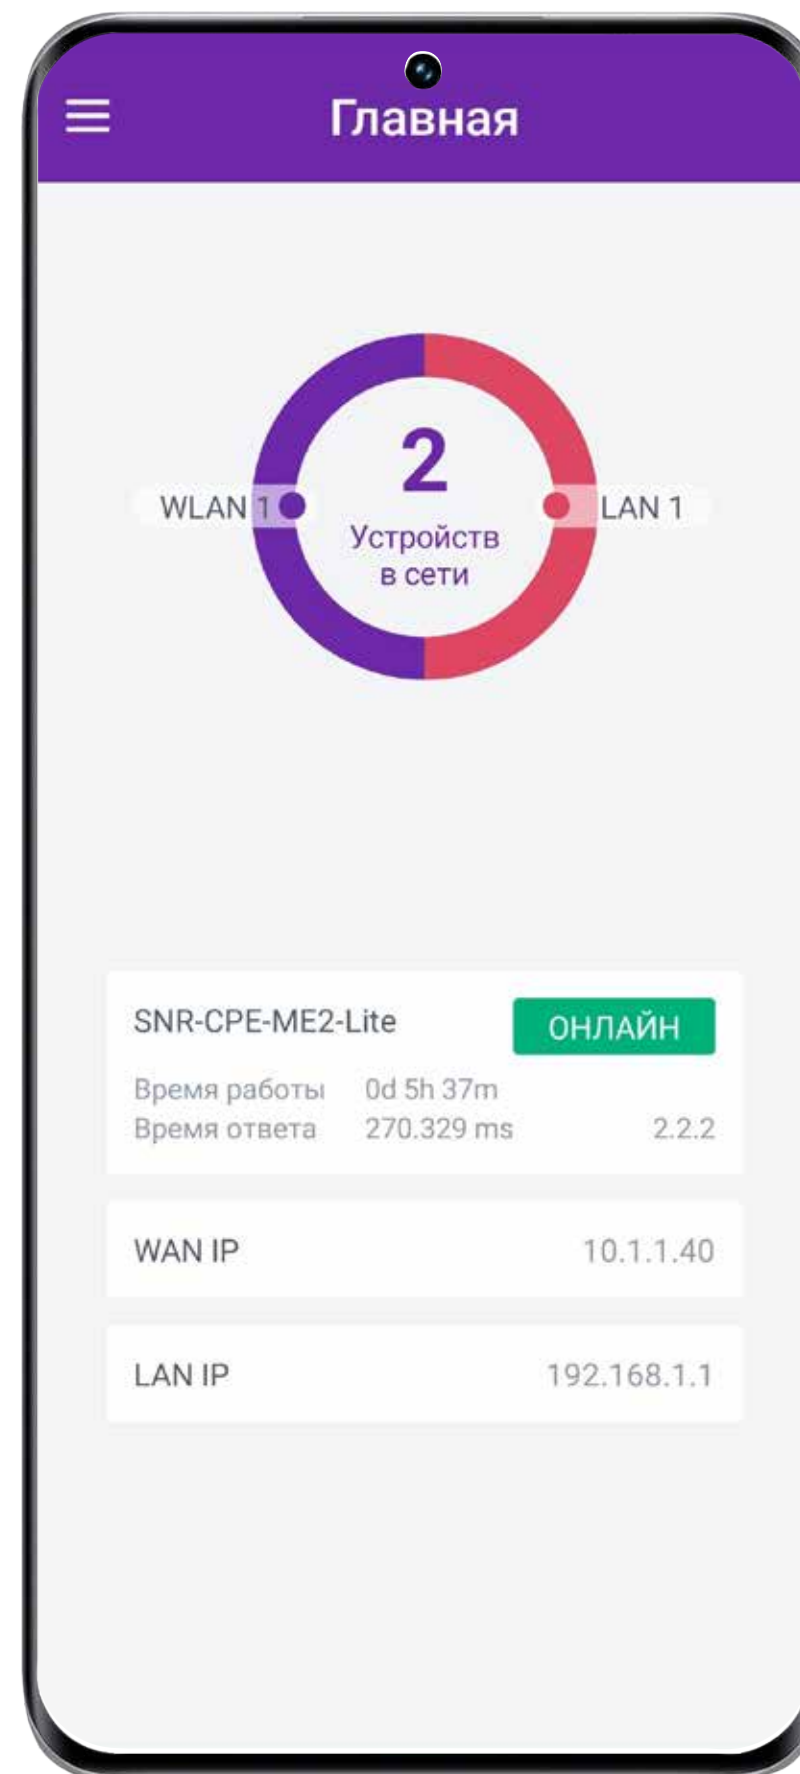 Главная
2
WLAN 1
LAN 1
Устройств
в сети
SNR-CPE-ME2-Lite
ОНЛАЙН
Время работы 0d 5h 37m
Время ответа 270.329 ms 2.2.2
WAN IP 10.1.1.40
LAN IP 192.168.1.1